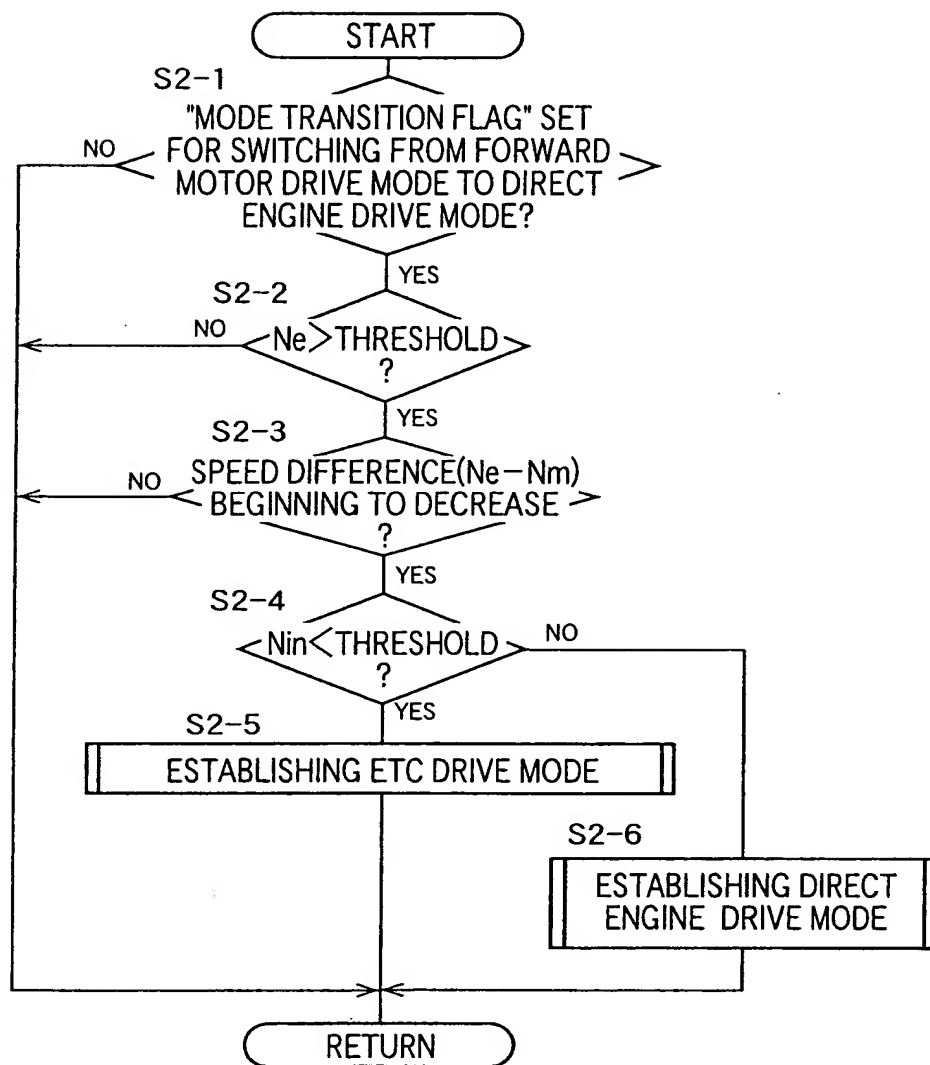 START
S2-1
"MODE TRANSITION FLAG" SET
FOR SWITCHING FROM FORWARD
MOTOR DRIVE MODE TO DIRECT
ENGINE DRIVE MODE?
NO
YES
S2-2
Ne>THRESHOLD
?
NO
YES
S2-3
SPEED DIFFERENCE(Ne-Nm)
BEGINNING TO DECREASE
?
NO
YES
S2-4
Nin<THRESHOLD
?
NO
YES
S2-5
ESTABLISHING ETC DRIVE MODE
S2-6
ESTABLISHING DIRECT
ENGINE DRIVE MODE
RETURN